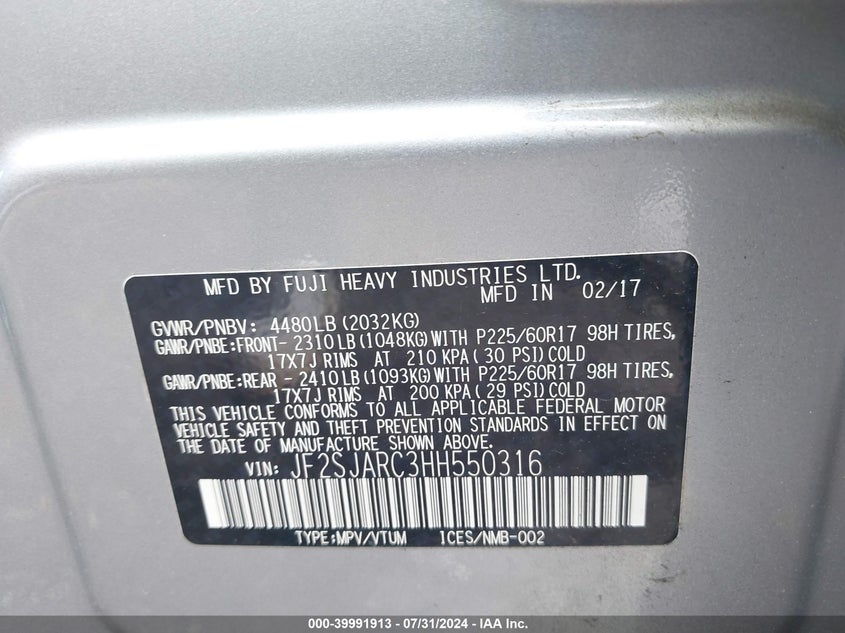 MFD BY FUJI HEAVY INDUSTRIES LTD.
MFD IN 02/17
GVWR/PNBV: 4480LB (2032KG)
GAWR/PNBE:FRONT- 2310LB (1048KG) WITH P225/60R17 98H TIRES,
17X7J RIMS AT 210 KPA ( 30 PSI) COLD
GAWR/PNBE:REAR - 2410LB (1093KG) WITH P225/60R17 98H TIRES,
17X7J RIMS AT 200 KPA ( 29 PSI) COLD
THIS VEHICLE CONFORMS TO ALL APPLICABLE FEDERAL MOTOR
VEHICLE SAFETY AND THEFT PREVENTION STANDARDS IN EFFECT ON
THE DATE OF MANUFACTURE SHOWN ABOVE.
VIN: JF2SJARC3HH550316
TYPE:MPV/VTUM ICES/NMB-002
000-39991913 - 07/31/2024 - IAA Inc.